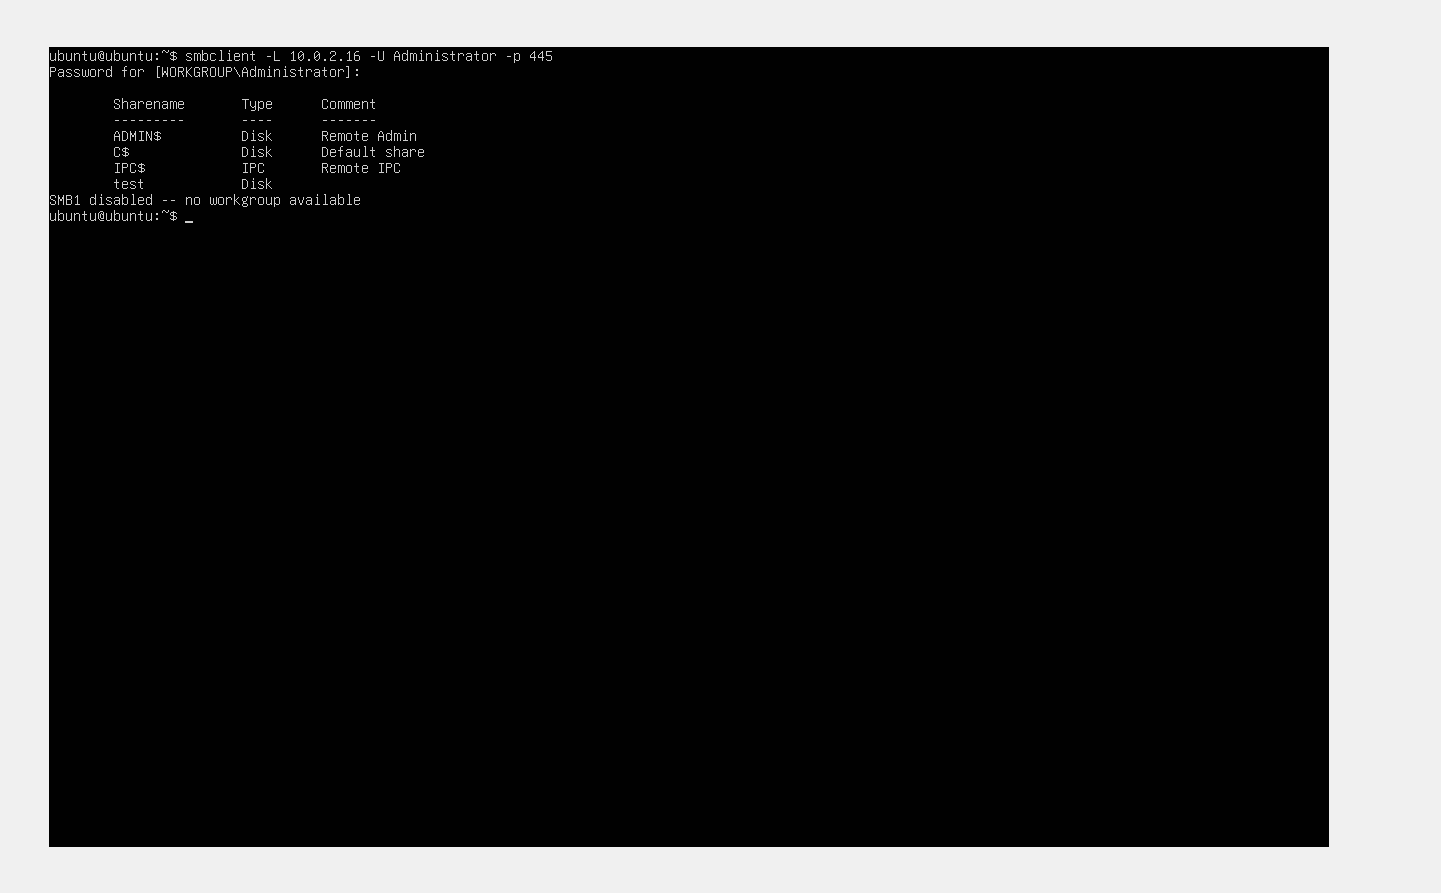 ubuntu@ubuntu:~$ smbclient -L 10.0.2.16 -U Administrator -p 445
Password for [WORKGROUP\Administrator]:
Sharename Type Comment
--------- ---- -------
ADMIN$ Disk Remote Admin
C$ Disk Default share
IPC$ IPC Remote IPC
test Disk
SMB1 disabled -- no workgroup available
ubuntu@ubuntu:~$ _